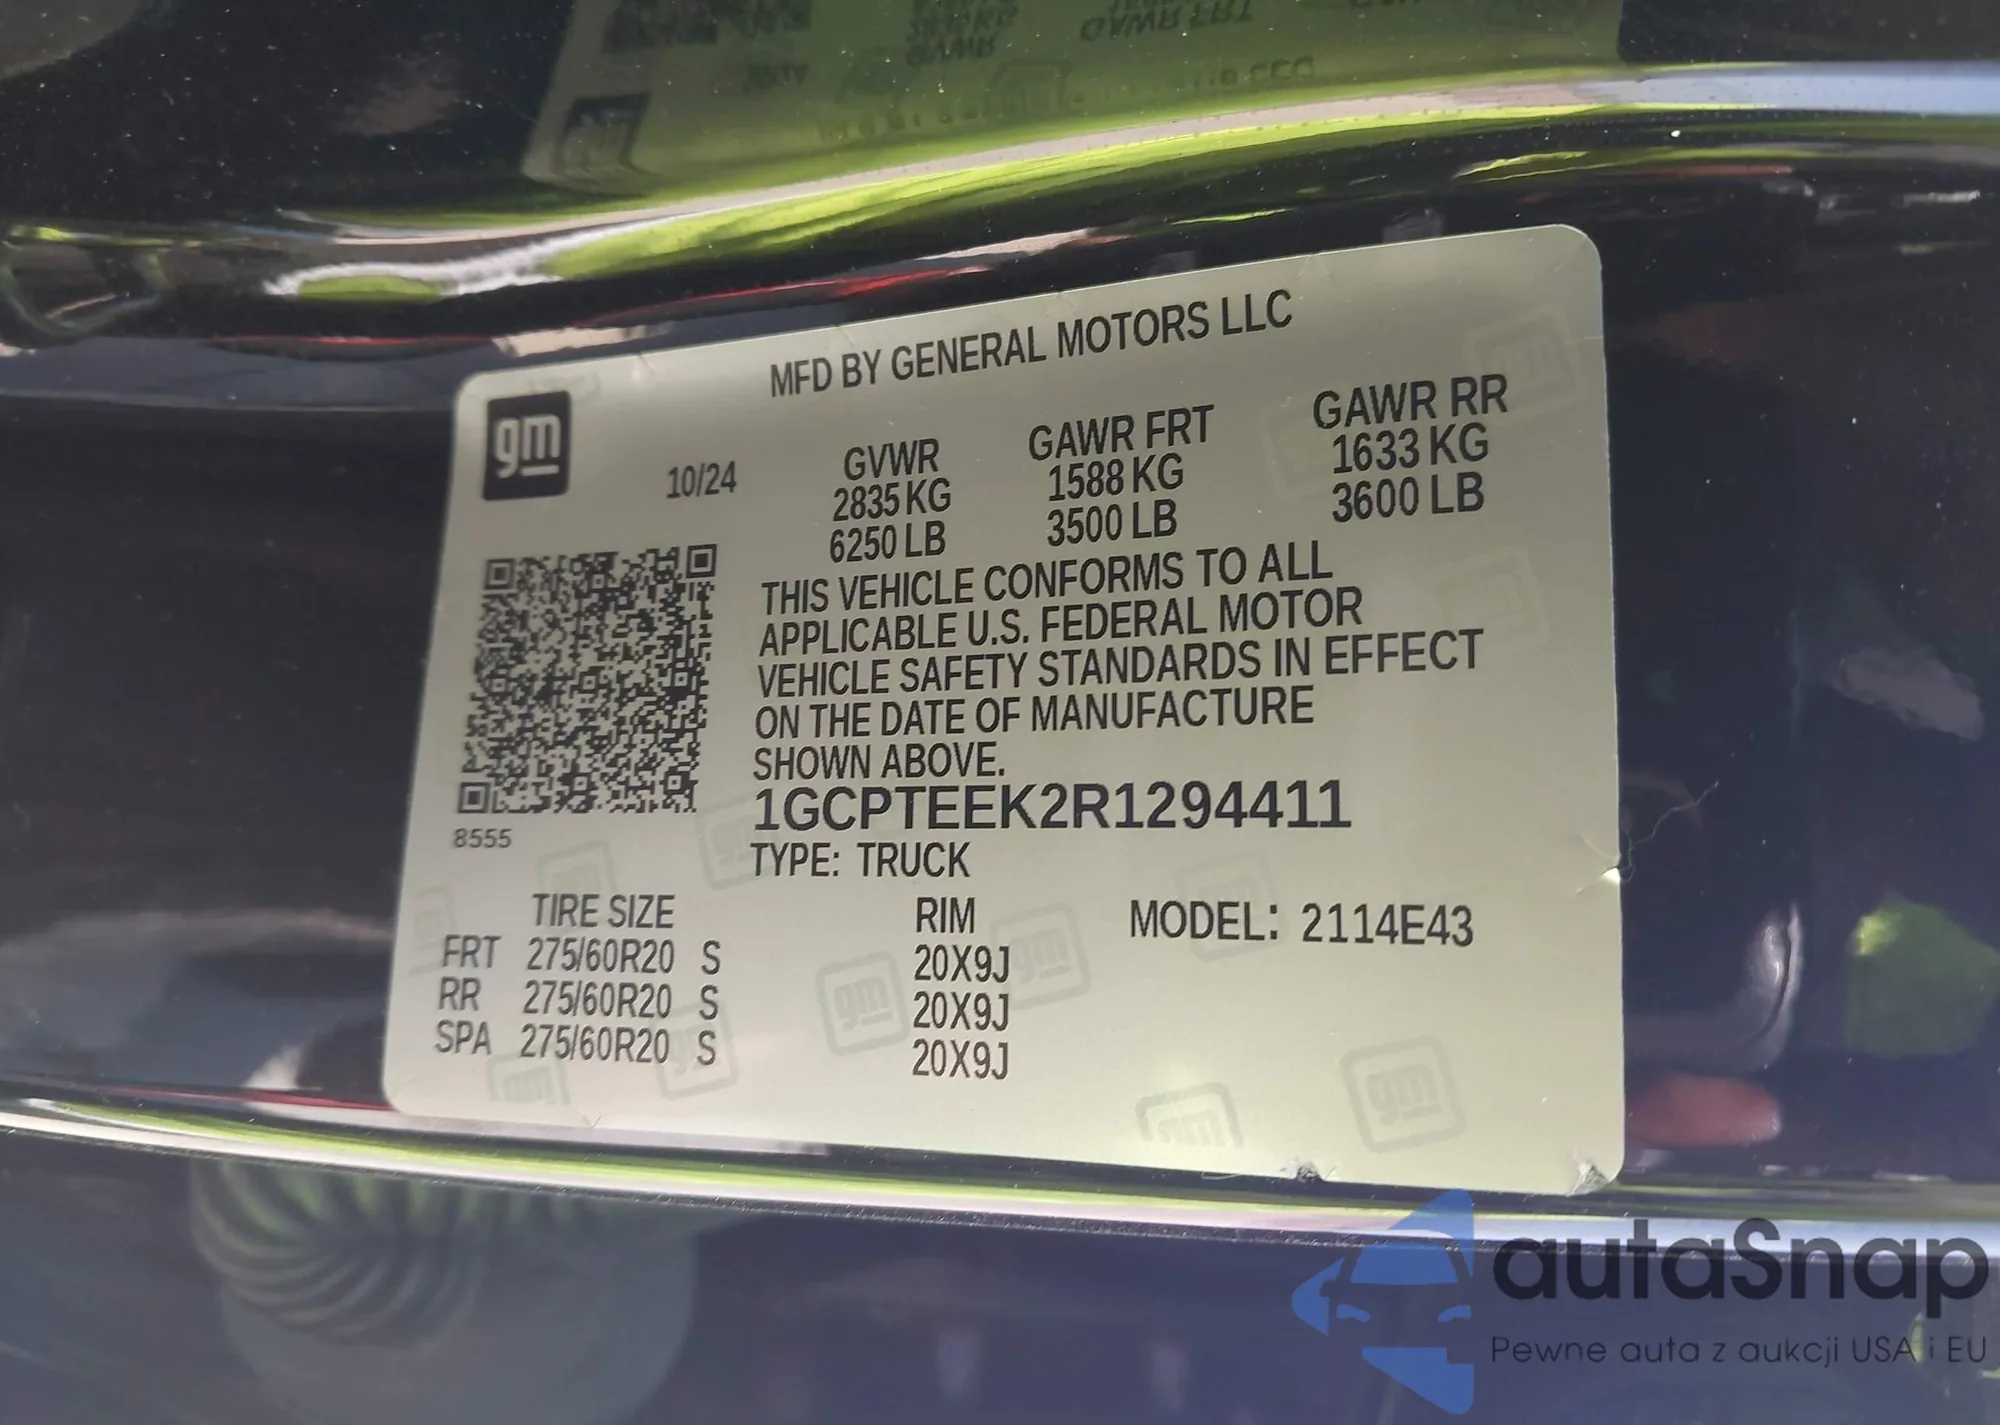 MFD BY GENERAL MOTORS LLC
gm
10/24
GVWR
2835 KG
6250 LB
GAWR FRT
1588 KG
3500 LB
GAWR RR
1633 KG
3600 LB
THIS VEHICLE CONFORMS TO ALL
APPLICABLE U.S. FEDERAL MOTOR
VEHICLE SAFETY STANDARDS IN EFFECT
ON THE DATE OF MANUFACTURE
SHOWN ABOVE.
1GCPTEEK2R1294411
TYPE: TRUCK
8555
TIRE SIZE RIM MODEL: 2114E43
FRT 275/60R20 S 20X9J
RR 275/60R20 S 20X9J
SPA 275/60R20 S 20X9J
autaSnap
Pewne auta z aukcji USA i EU